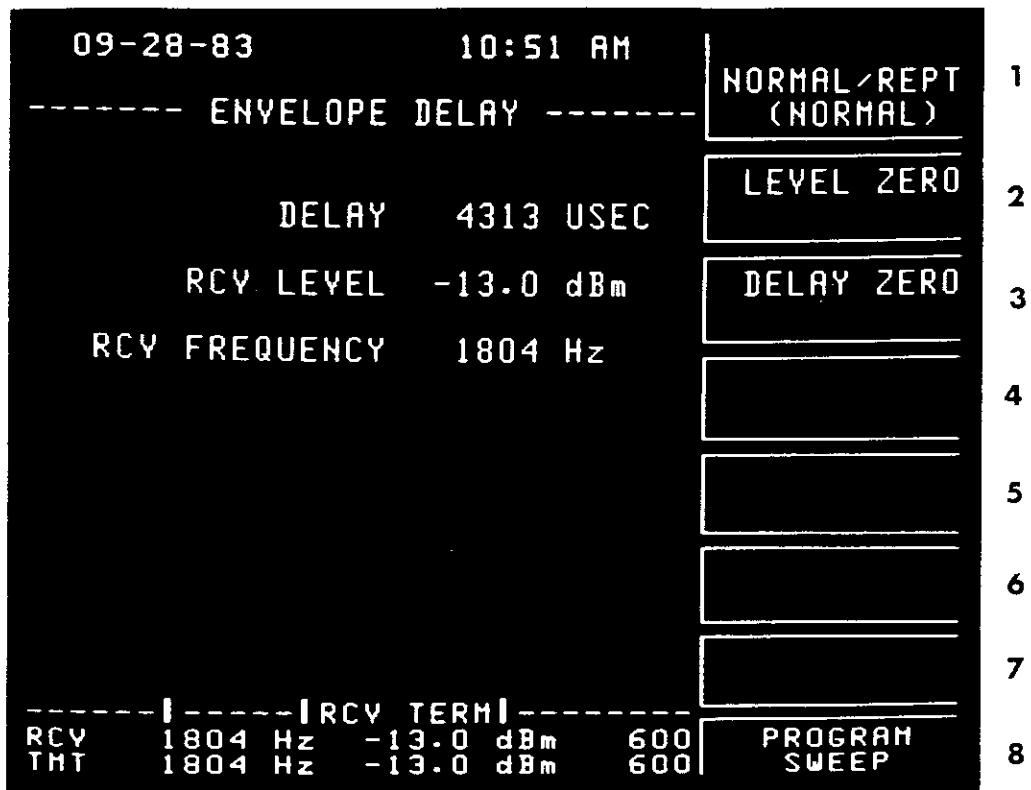 09-28-83 10:51 AM
------- ENVELOPE DELAY -------
DELAY 4313 USEC
RCV LEVEL -13.0 dBm
RCV FREQUENCY 1804 Hz
------|-----|RCV TERM|--------
RCV 1804 Hz -13.0 dBm 600
TMT 1804 Hz -13.0 dBm 600
NORMAL/REPT
(NORMAL)
1
LEVEL ZERO
2
DELAY ZERO
3
4
5
6
7
PROGRAM
SWEEP
8